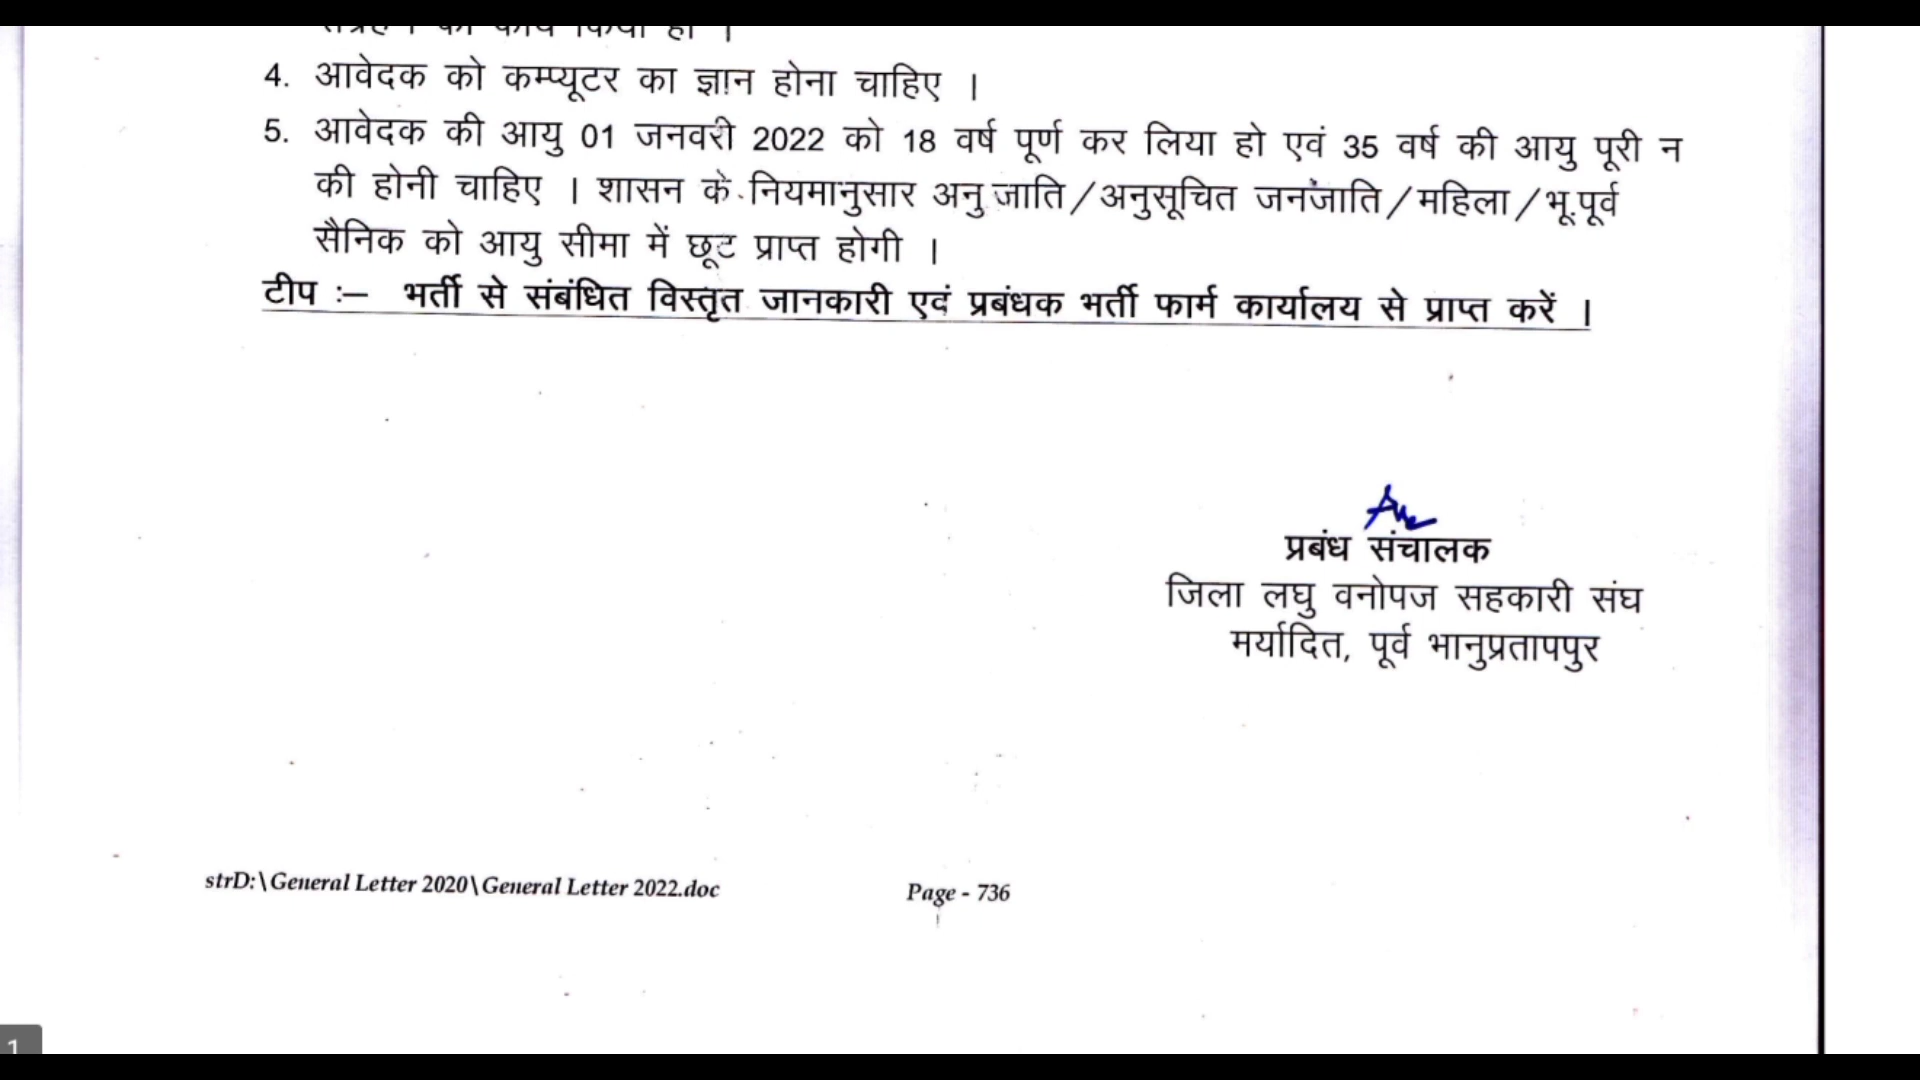 4. आवेदक को कम्प्यूटर का ज्ञान होना चाहिए ।
5. आवेदक की आयु 01 जनवरी 2022 को 18 वर्ष पूर्ण कर लिया हो एवं 35 वर्ष की आयु पूरी न
की होनी चाहिए । शासन के नियमानुसार अनु.जाति/अनुसूचित जनजाति/महिला/भू.पूर्व
सैनिक को आयु सीमा में छूट प्राप्त होगी ।
टीप :– भर्ती से संबंधित विस्तृत जानकारी एवं प्रबंधक भर्ती फार्म कार्यालय से प्राप्त करें ।
प्रबंध संचालक
जिला लघु वनोपज सहकारी संघ
मर्यादित, पूर्व भानुप्रतापपुर
strD:\General Letter 2020\General Letter 2022.doc Page - 736
1